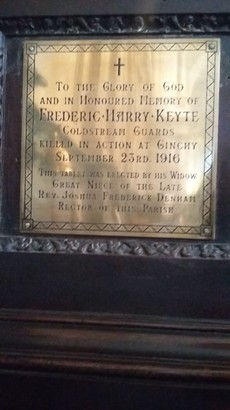 To the Glory of God
and in Honoured Memory of
Frederic · Harry · Keyte
Coldstream Guards
killed in action at Ginchy
September 23rd. 1916
This tablet was erected by his Widow
Great Niece of the Late
Rev. Joshua Frederick Denham
Rector of this Parish